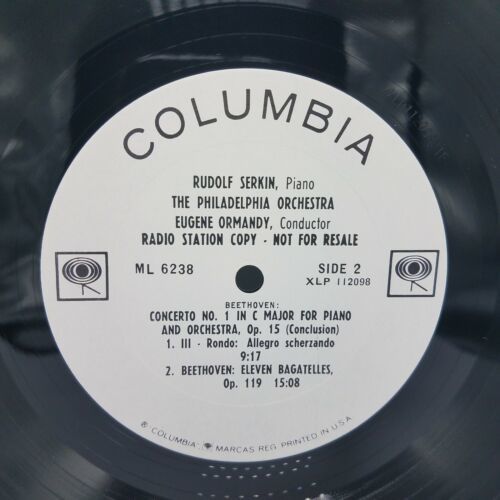 COLUMBIA
RUDOLF SERKIN, Piano
THE PHILADELPHIA ORCHESTRA
EUGENE ORMANDY, Conductor
RADIO STATION COPY - NOT FOR RESALE
ML 6238
SIDE 2
XLP 112098
BEETHOVEN:
CONCERTO NO. 1 IN C MAJOR FOR PIANO
AND ORCHESTRA, Op. 15 (Conclusion)
1. III - Rondo: Allegro scherzando
9:17
2. BEETHOVEN: ELEVEN BAGATELLES,
Op. 119 15:08
® COLUMBIA MARCAS REG. PRINTED IN U.S.A.